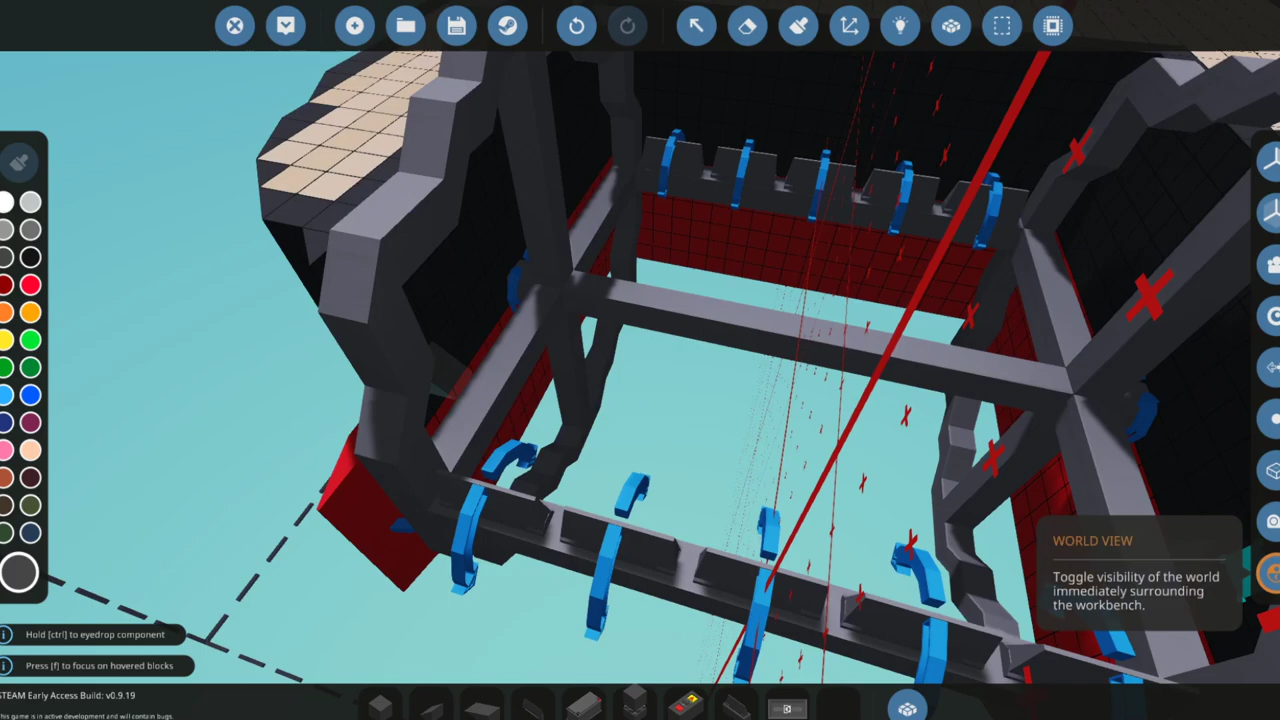 WORLD VIEW
Toggle visibility of the world
immediately surrounding
the workbench.
Hold [ctrl] to eyedrop component
Press [f] to focus on hovered blocks
STEAM Early Access Build: v0.9.19
This game is in active development and will contain bugs.